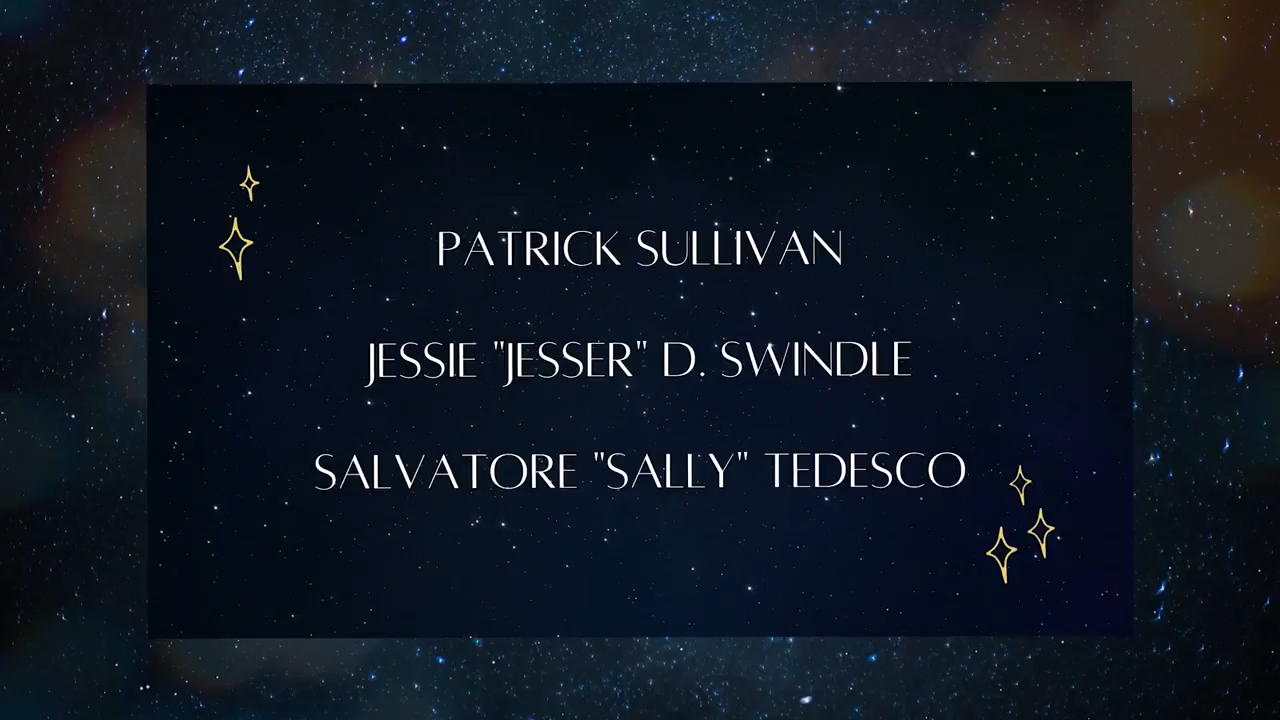 PATRICK SULLIVAN
JESSIE "JESSER" D. SWINDLE
SALVATORE "SALLY" TEDESCO